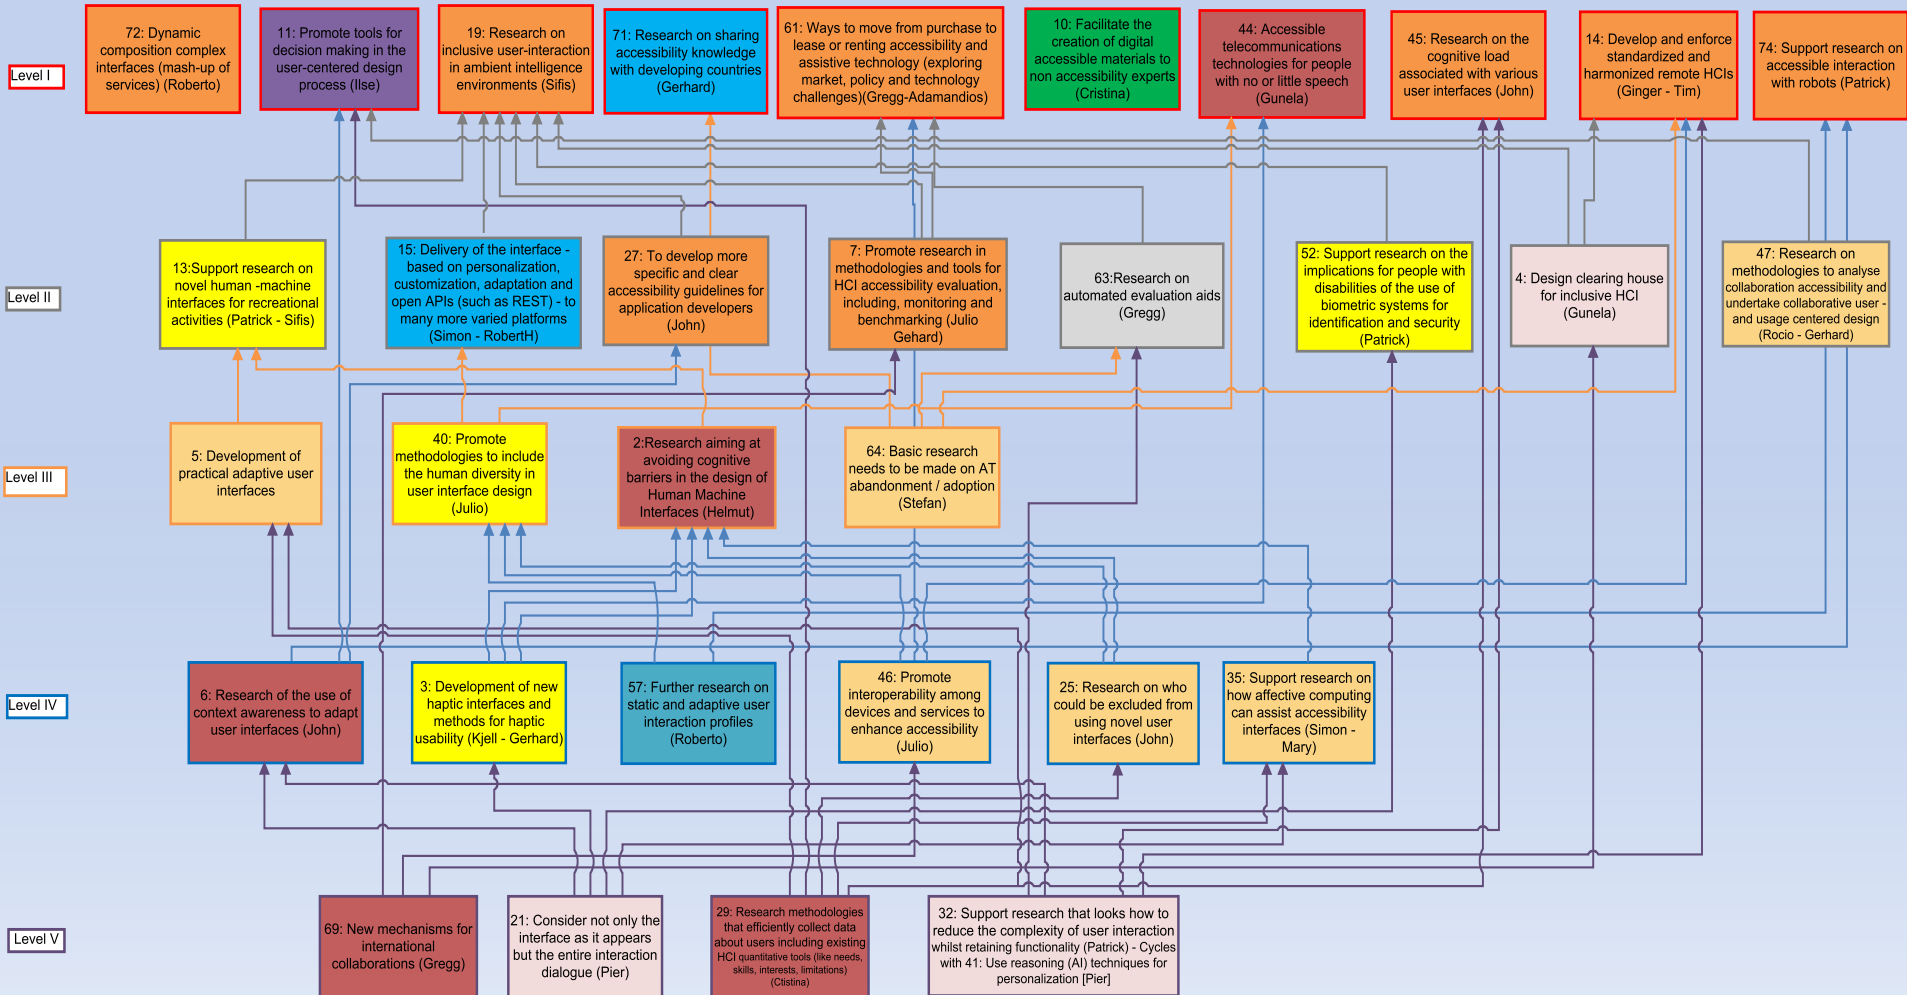 Level I
72: Dynamic
composition complex
interfaces (mash-up of
services) (Roberto)
11: Promote tools for
decision making in the
user-centered design
process (Ilse)
19: Research on
inclusive user-interaction
in ambient intelligence
environments (Sifis)
71: Research on sharing
accessibility knowledge
with developing countries
(Gerhard)
61: Ways to move from purchase to
lease or renting accessibility and
assistive technology (exploring
market, policy and technology
challenges)(Gregg-Adamandios)
10: Facilitate the
creation of digital
accessible materials to
non accessibility experts
(Cristina)
44: Accessible
telecommunications
technologies for people
with no or little speech
(Gunela)
45: Research on the
cognitive load
associated with various
user interfaces (John)
14: Develop and enforce
standardized and
harmonized remote HCIs
(Ginger - Tim)
74: Support research on
accessible interaction
with robots (Patrick)
Level II
13:Support research on
novel human -machine
interfaces for recreational
activities (Patrick - Sifis)
15: Delivery of the interface -
based on personalization,
customization, adaptation and
open APIs (such as REST) - to
many more varied platforms
(Simon - RobertH)
27: To develop more
specific and clear
accessibility guidelines for
application developers
(John)
7: Promote research in
methodologies and tools for
HCI accessibility evaluation,
including, monitoring and
benchmarking (Julio
Gehard)
63:Research on
automated evaluation aids
(Gregg)
52: Support research on the
implications for people with
disabilities of the use of
biometric systems for
identification and security
(Patrick)
4: Design clearing house
for inclusive HCI
(Gunela)
47: Research on
methodologies to analyse
collaboration accessibility and
undertake collaborative user -
and usage centered design
(Rocio - Gerhard)
Level III
5: Development of
practical adaptive user
interfaces
40: Promote
methodologies to include
the human diversity in
user interface design
(Julio)
2:Research aiming at
avoiding cognitive
barriers in the design of
Human Machine
Interfaces (Helmut)
64: Basic research
needs to be made on AT
abandonment / adoption
(Stefan)
Level IV
6: Research of the use of
context awareness to adapt
user interfaces (John)
3: Development of new
haptic interfaces and
methods for haptic
usability (Kjell - Gerhard)
57: Further research on
static and adaptive user
interaction profiles
(Roberto)
46: Promote
interoperability among
devices and services to
enhance accessibility
(Julio)
25: Research on who
could be excluded from
using novel user
interfaces (John)
35: Support research on
how affective computing
can assist accessibility
interfaces (Simon -
Mary)
Level V
69: New mechanisms for
international
collaborations (Gregg)
21: Consider not only the
interface as it appears
but the entire interaction
dialogue (Pier)
29: Research methodologies
that efficiently collect data
about users including existing
HCI quantitative tools (like needs,
skills, interests, limitations)
(Ctistina)
32: Support research that looks how to
reduce the complexity of user interaction
whilst retaining functionality (Patrick) - Cycles
with 41: Use reasoning (AI) techniques for
personalization [Pier]